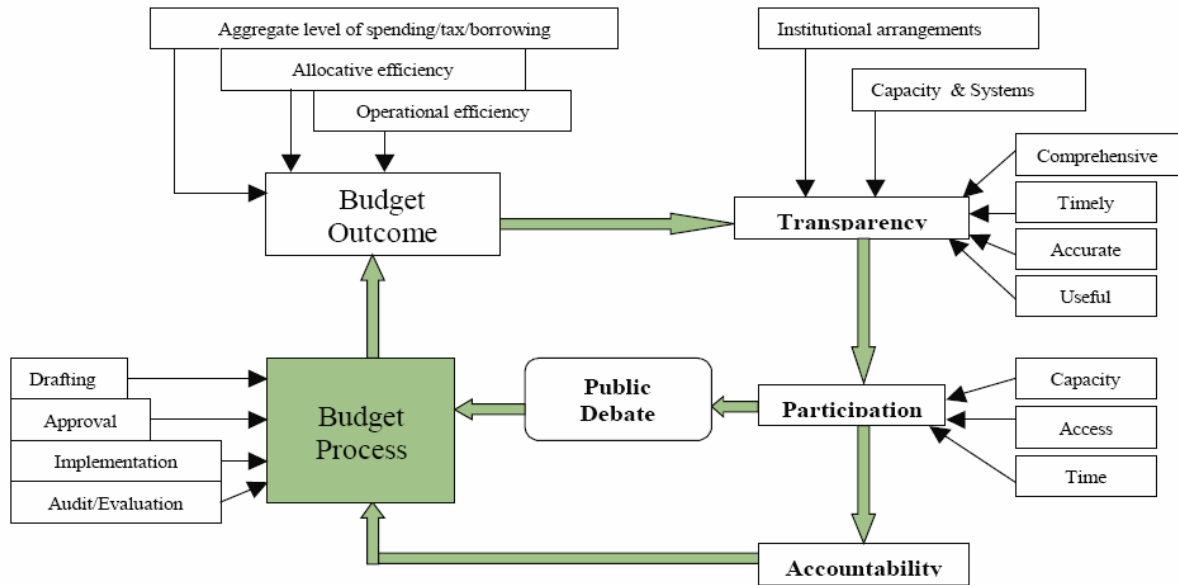 Aggregate level of spending/tax/borrowing
Allocative efficiency
Operational efficiency
Institutional arrangements
Capacity & Systems
Comprehensive
Timely
Accurate
Useful
Budget
Outcome
Transparency
Drafting
Approval
Implementation
Audit/Evaluation
Budget
Process
Public
Debate
Participation
Capacity
Access
Time
Accountability